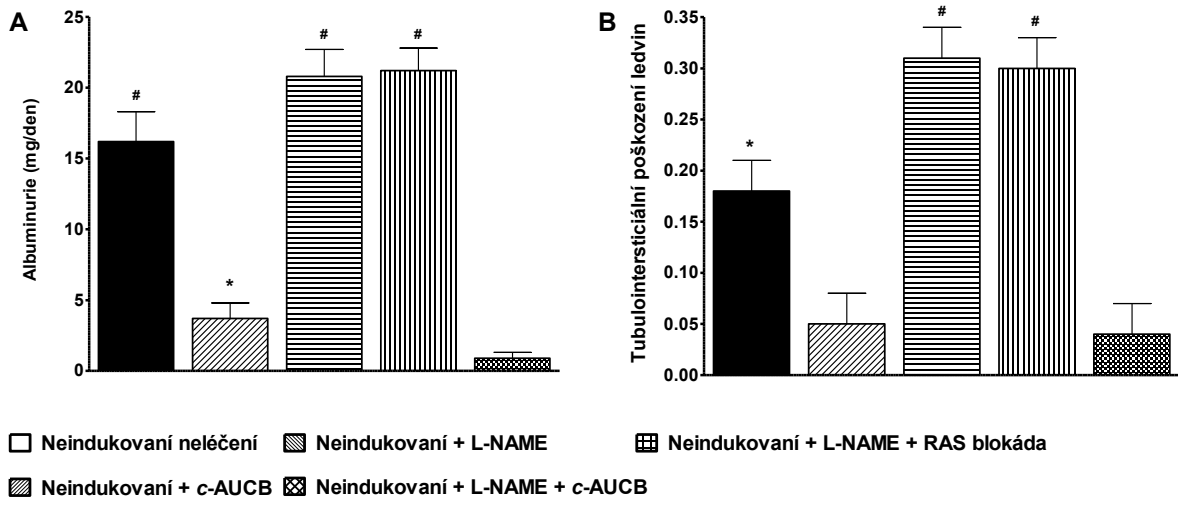 A
B
Albuminurie (mg/den)
25
20
15
10
5
0
#
*
#
#
Tubulointersticiální poškození ledvin
0.35
0.30
0.25
0.20
0.15
0.10
0.05
0.00
*
#
#
Neindukovaní neléčení
Neindukovaní + L-NAME
Neindukovaní + L-NAME + RAS blokáda
Neindukovaní + c-AUCB
Neindukovaní + L-NAME + c-AUCB